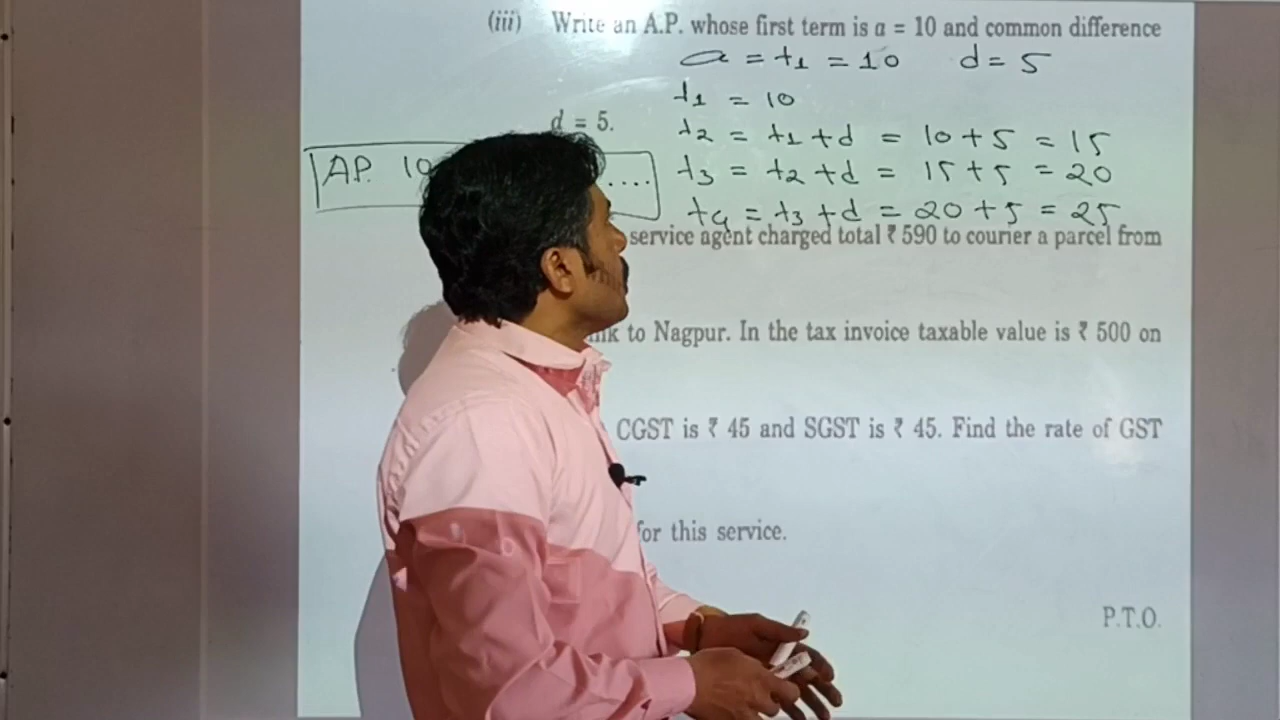 (iii) Write an A.P. whose first term is a = 10 and common difference
a = t1 = 10 d = 5
t1 = 10
d = 5.
t2 = t1 + d = 10 + 5 = 15
AP. 10 ....
t3 = t2 + d = 15 + 5 = 20
t4 = t3 + d = 20 + 5 = 25
service agent charged total ₹ 590 to courier a parcel from
to Nagpur. In the tax invoice taxable value is ₹ 500 on
CGST is ₹ 45 and SGST is ₹ 45. Find the rate of GST
for this service.
P.T.O.